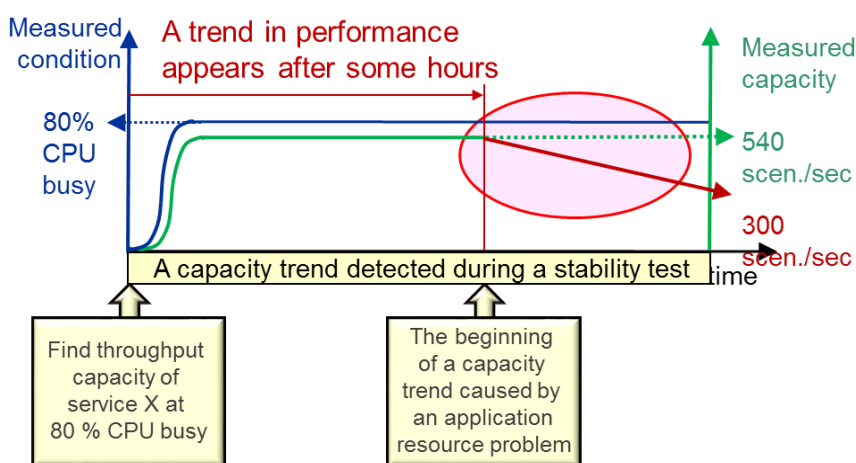 Measured
condition
A trend in performance
appears after some hours
Measured
capacity
80%
CPU
busy
540
scen./sec
300
scen./sec
A capacity trend detected during a stability test
time
Find throughput
capacity of
service X at
80 % CPU busy
The beginning
of a capacity
trend caused by
an application
resource problem